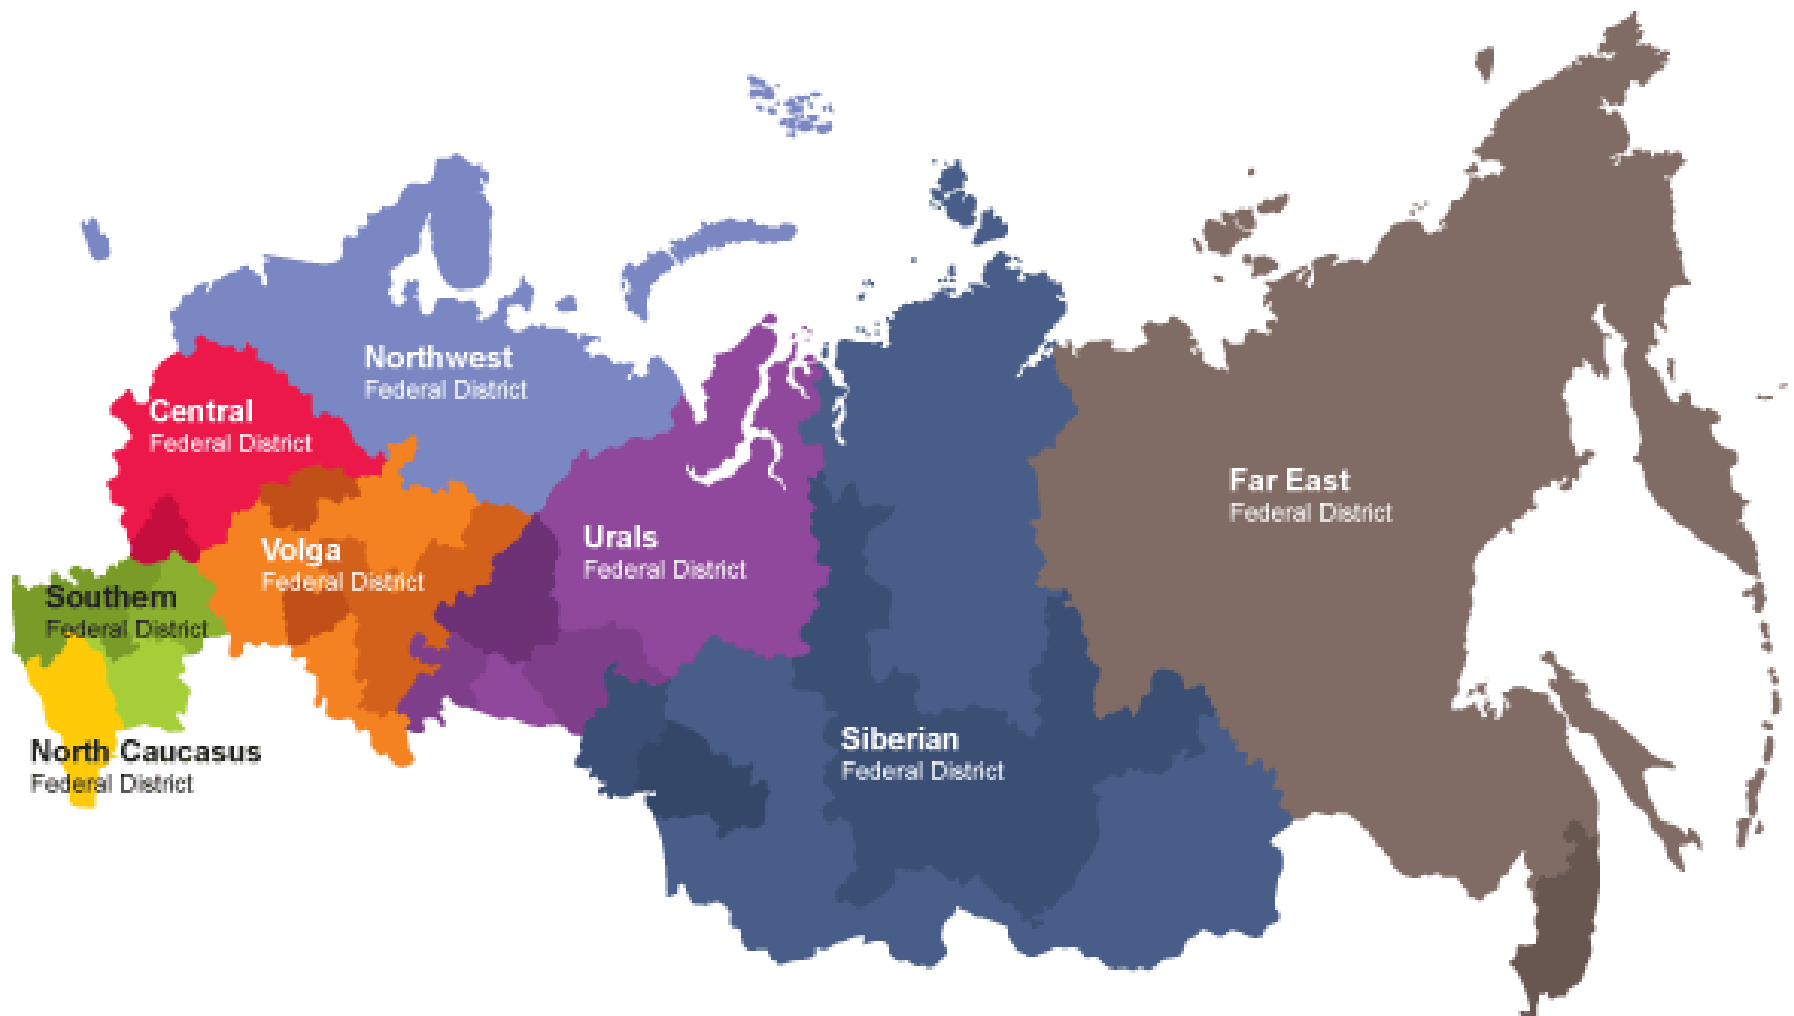 Northwest
Federal District
Central
Federal District
Far East
Federal District
Urals
Federal District
Volga
Federal District
Southern
Federal District
Siberian
Federal District
North Caucasus
Federal District